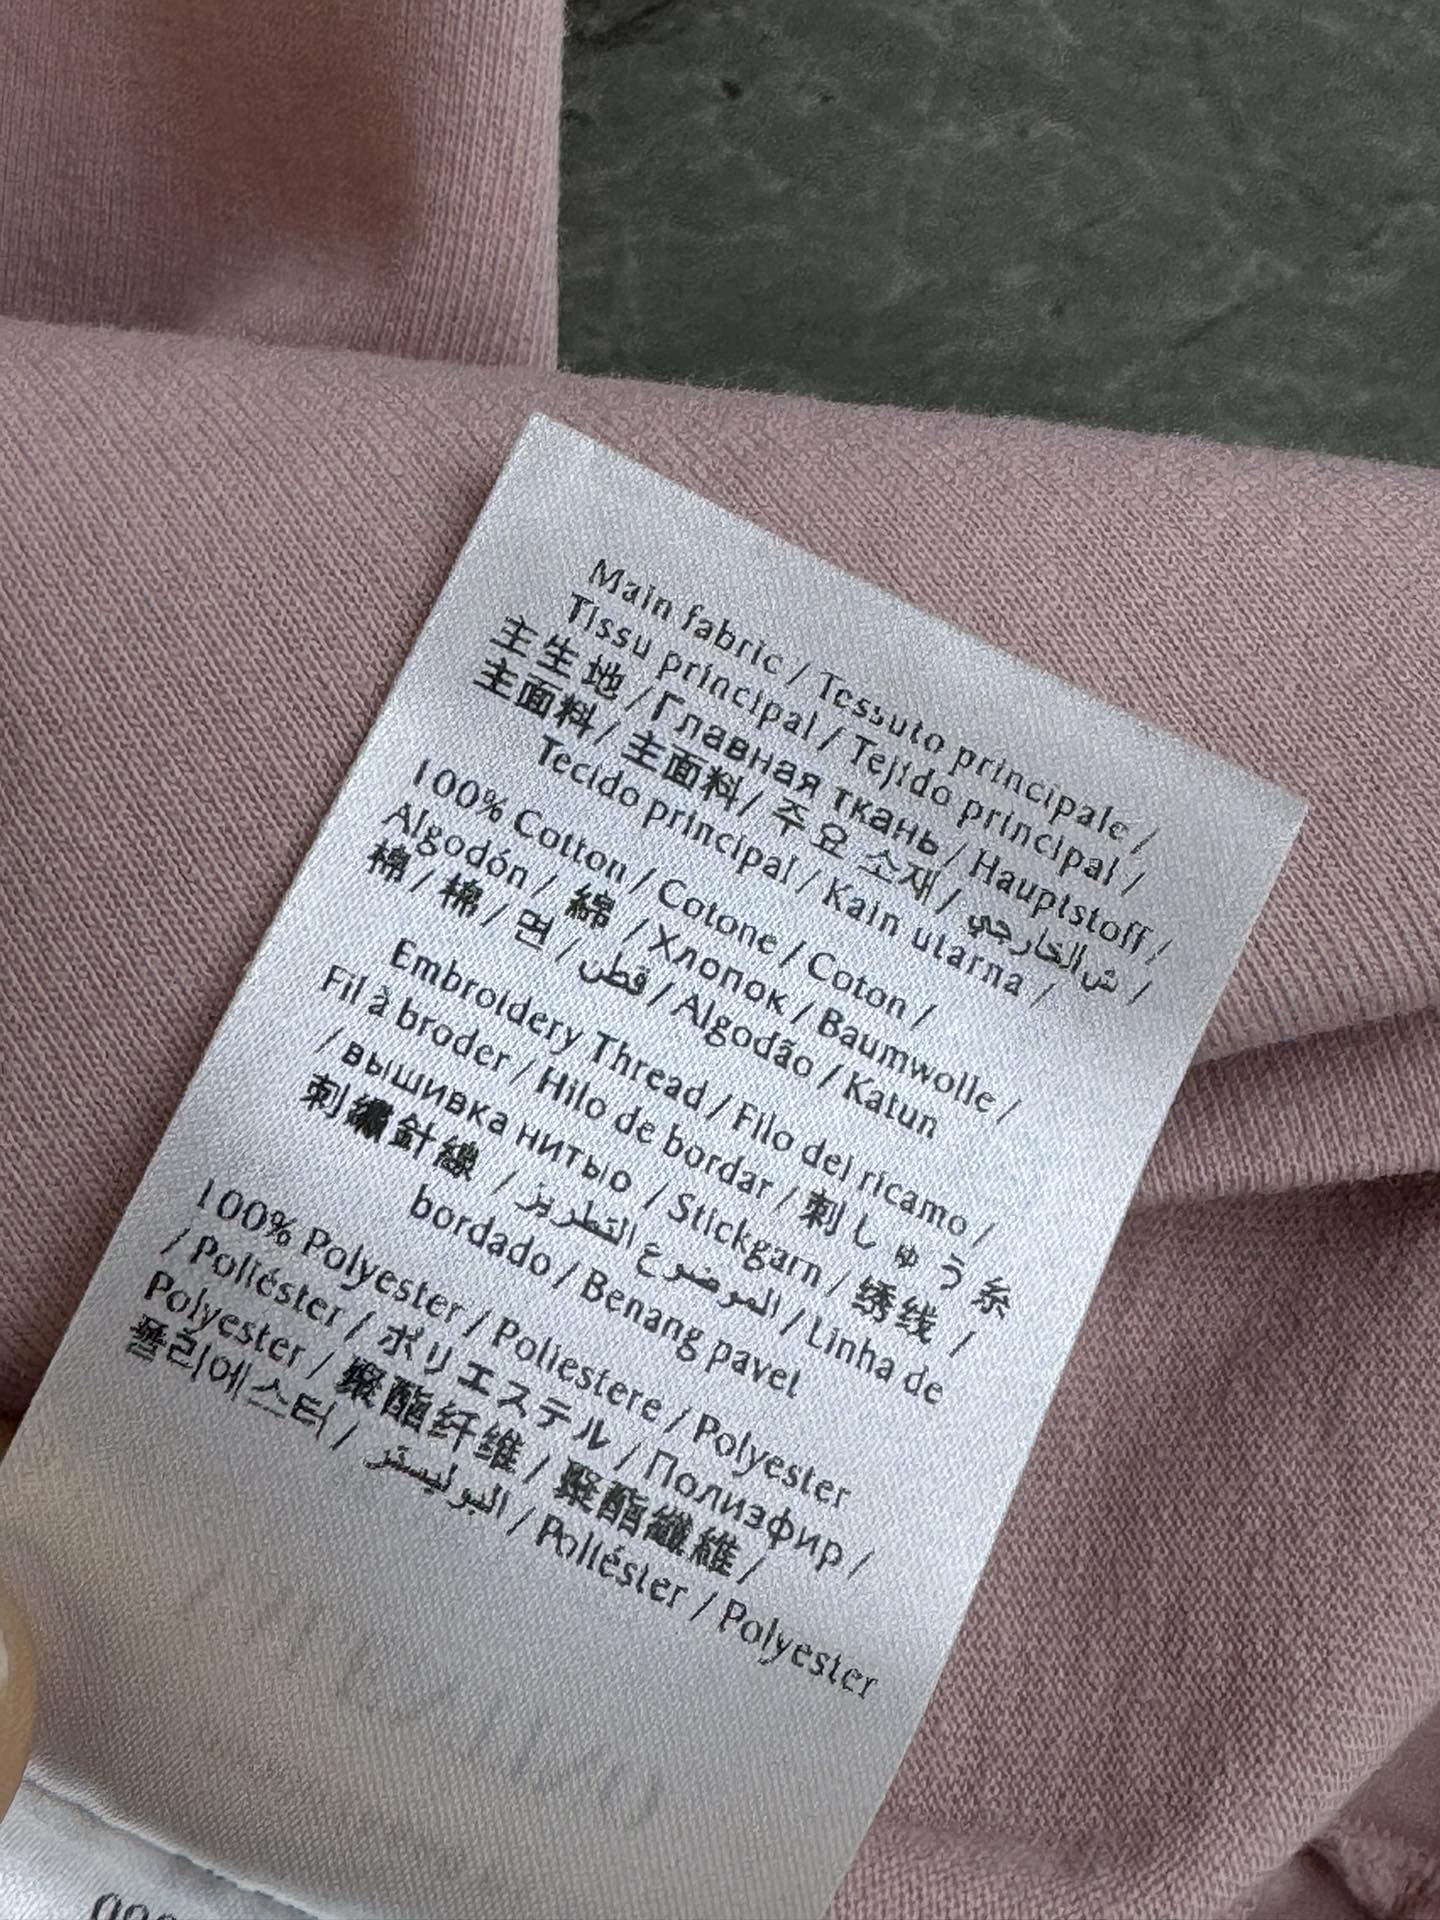 Main fabric / Tessuto principale /
Tissu principal / Tejido principal /
主生地 / Главная ткань / Hauptstoff /
主面料 / 主面料 / 주요 소재 / ش الخارجي /
Tecido principal / Kain utama /
100% Cotton / Cotone / Coton /
Algodón / 綿 / Хлопок / Baumwolle /
棉 / 棉 / 면 / قطن / Algodão / Katun
Embroidery Thread / Filo del ricamo /
Fil à broder / Hilo de bordar / 刺しゅう糸
/ вышивка нитью / Stickgarn / 绣线 /
刺繡針線 / الموضوع التطريز / Linha de
bordado / Benang pavet
100% Polyester / Poliestere / Polyester
/ Poliéster / ポリエステル / Полиэфир /
Polyester / 聚酯纤维 / 聚酯纖維 /
폴리에스터 / البوليستر / Poliéster / Polyester